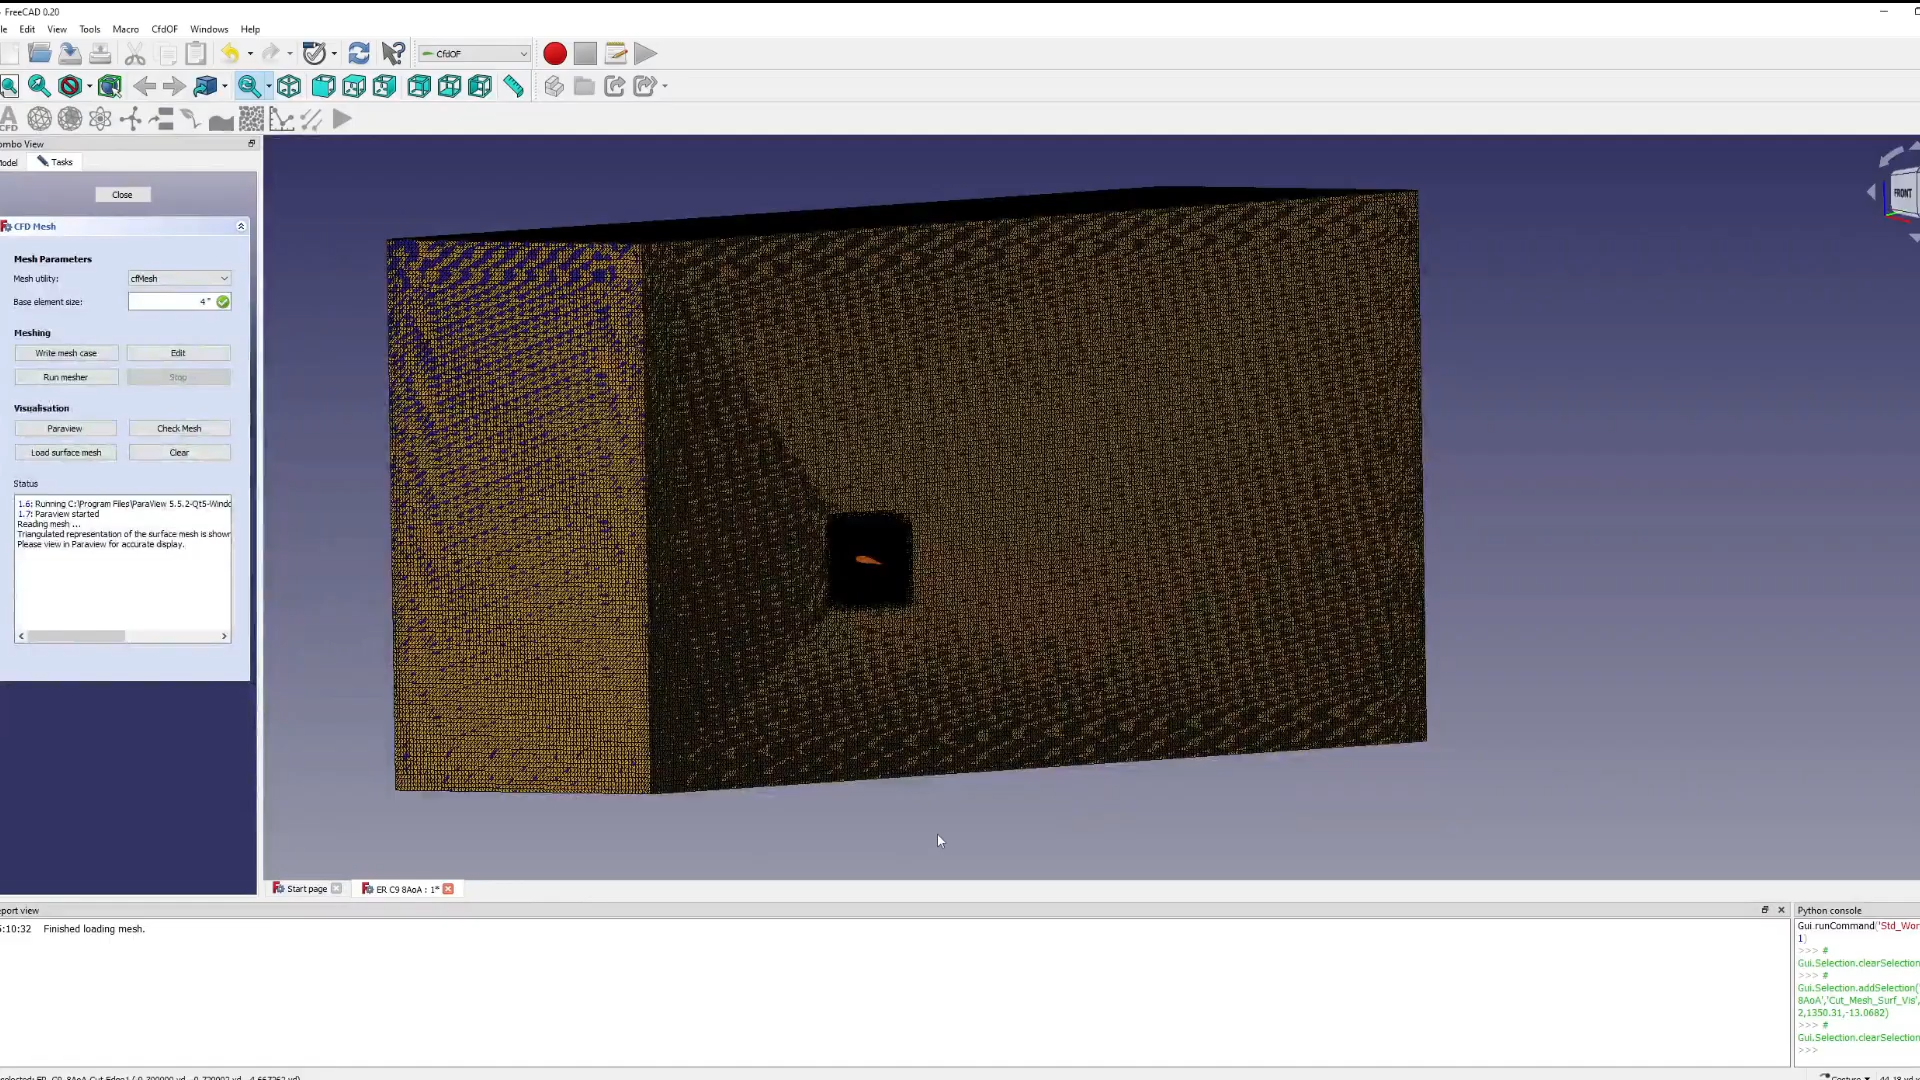 FreeCAD 0.20
Edit View Tools Macro CfdOF Windows Help
CfdOF
CFD
ombo View
Tasks
Close
CFD Mesh
Mesh Parameters
Mesh utility: cfMesh
Base element size: 4 "
Meshing
Write mesh case Edit
Run mesher Stop
Visualisation
Paraview Check Mesh
Load surface mesh Clear
Status
1.6: Running C:\Program Files\ParaView 5.5.2-Qt5-Windo
1.7: Paraview started
Reading mesh ...
Triangulated representation of the surface mesh is shown
Please view in Paraview for accurate display.
FRONT
Start page ER C9 8AoA : 1*
eport view
:10:32 Finished loading mesh.
Python console
Gui.runCommand('Std_Wor
1)
>>> #
Gui.Selection.clearSelection
>>> #
Gui.Selection.addSelection('
8AoA','Cut_Mesh_Surf_Vis',
2,1350.31,-13.0682)
>>> #
Gui.Selection.clearSelection
>>>